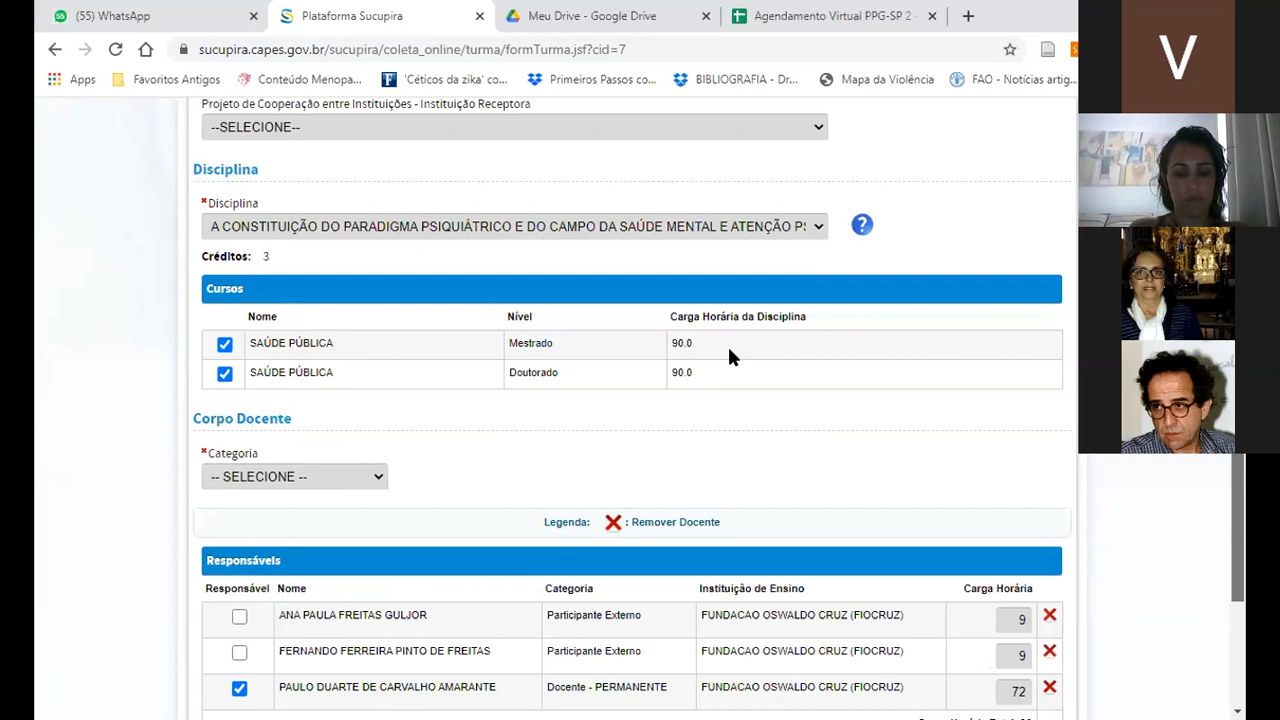 (55) WhatsApp
Plataforma Sucupira
Meu Drive - Google Drive
Agendamento Virtual PPG-SP 2 -
sucupira.capes.gov.br/sucupira/coleta_online/turma/formTurma.jsf?cid=7
Apps
Favoritos Antigos
Conteúdo Menopa...
'Céticos da zika' co...
Primeiros Passos co...
BIBLIOGRAFIA - Dr...
Mapa da Violência
FAO - Notícias artig...
V
Projeto de Cooperação entre Instituições - Instituição Receptora
--SELECIONE--
Disciplina
*Disciplina
A CONSTITUIÇÃO DO PARADIGMA PSIQUIÁTRICO E DO CAMPO DA SAÚDE MENTAL E ATENÇÃO PS
?
Créditos: 3
Cursos
Nome Nível Carga Horária da Disciplina
SAÚDE PÚBLICA Mestrado 90.0
SAÚDE PÚBLICA Doutorado 90.0
Corpo Docente
*Categoria
-- SELECIONE --
Legenda: : Remover Docente
Responsáveis
Responsável Nome Categoria Instituição de Ensino Carga Horária
ANA PAULA FREITAS GULJOR Participante Externo FUNDACAO OSWALDO CRUZ (FIOCRUZ) 9
FERNANDO FERREIRA PINTO DE FREITAS Participante Externo FUNDACAO OSWALDO CRUZ (FIOCRUZ) 9
PAULO DUARTE DE CARVALHO AMARANTE Docente - PERMANENTE FUNDACAO OSWALDO CRUZ (FIOCRUZ) 72